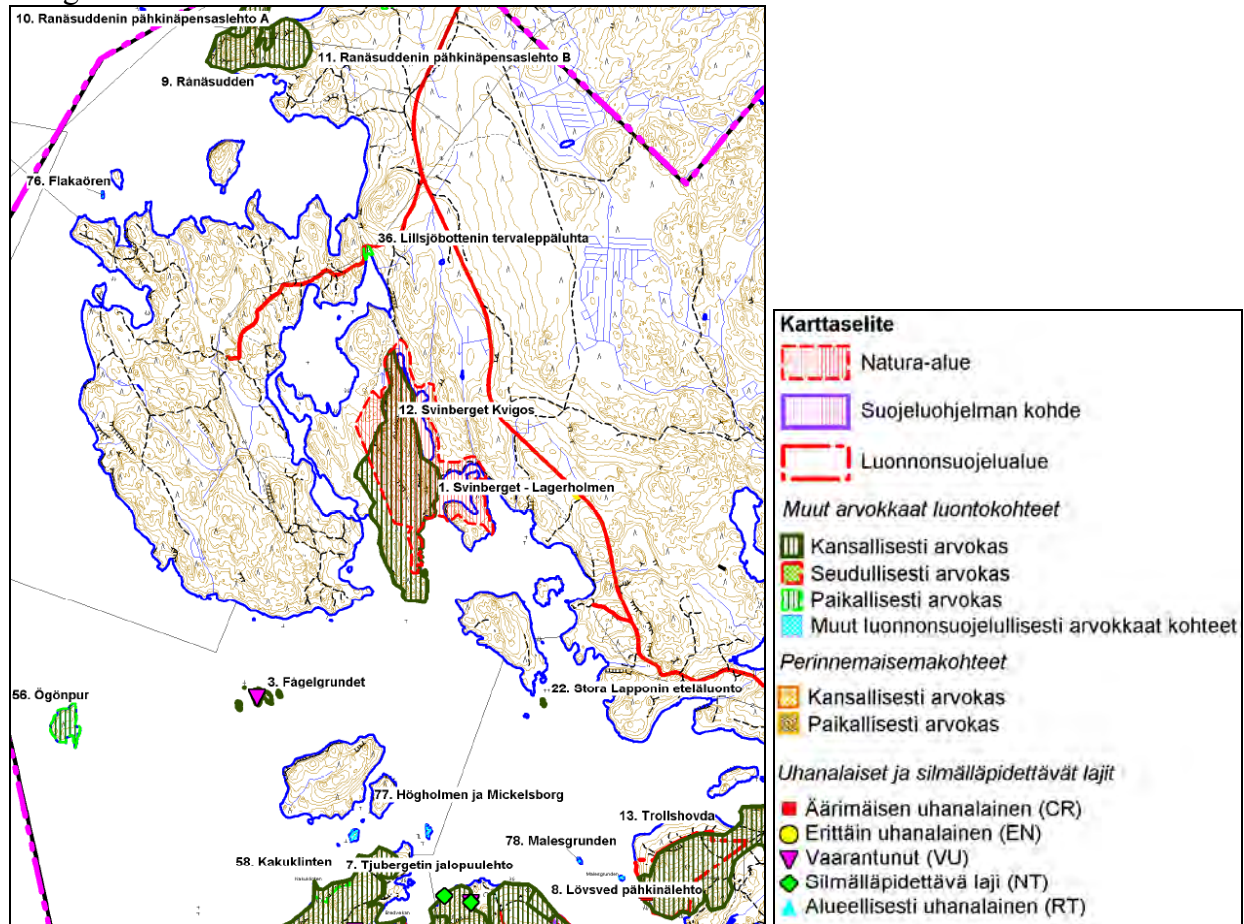 10. Ranäsuddenin pähkinäpensaslehto A
11. Ranäsuddenin pähkinäpensaslehto B
9. Ränäsudden
76. Flakaören
36. Lillsjöbottenin tervaleppäluhta
12. Svinberget Kvigos
1. Svinberget - Lagerholmen
3. Fagelgrundet
22. Stora Lapponin eteläluonto
56. Ögönpur
77. Högholmen ja Mickelsborg
13. Trollshovda
78. Malesgrunden
58. Kakuklinten
7. Tjubergetin jalopuulehto
8. Lövsved pähkinälehto
Karttaselite
Natura-alue
Suojeluohjelman kohde
Luonnonsuojelualue
Muut arvokkaat luontokohteet
Kansallisesti arvokas
Seudullisesti arvokas
Paikallisesti arvokas
Muut luonnonsuojelullisesti arvokkaat kohteet
Perinnemaisemakohteet
Kansallisesti arvokas
Paikallisesti arvokas
Uhanalaiset ja silmälläpidettävät lajit
Äärimäisen uhanalainen (CR)
Erittäin uhanalainen (EN)
Vaarantunut (VU)
Silmälläpidettävä laji (NT)
Alueellisesti uhanalainen (RT)